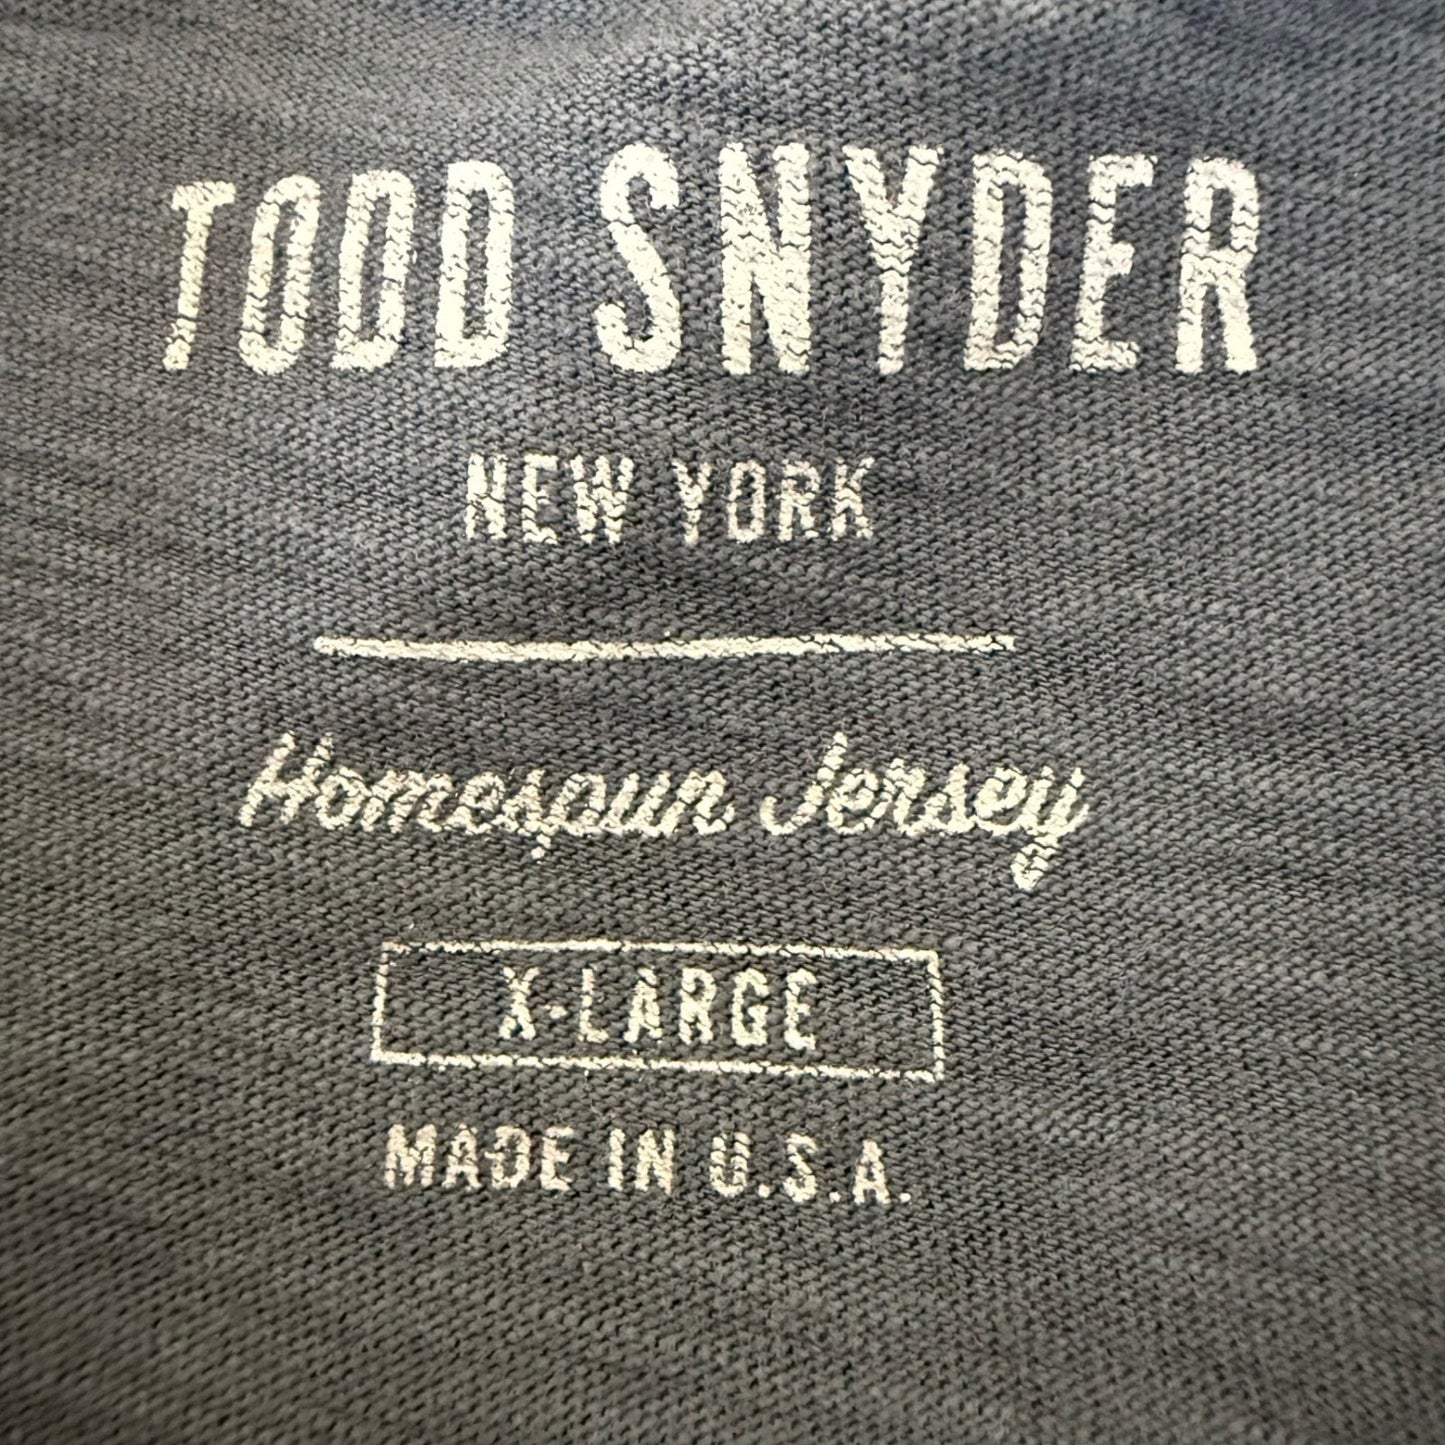 TODD SNYDER
NEW YORK
Homespun Jersey
X-LARGE
MADE IN U.S.A.